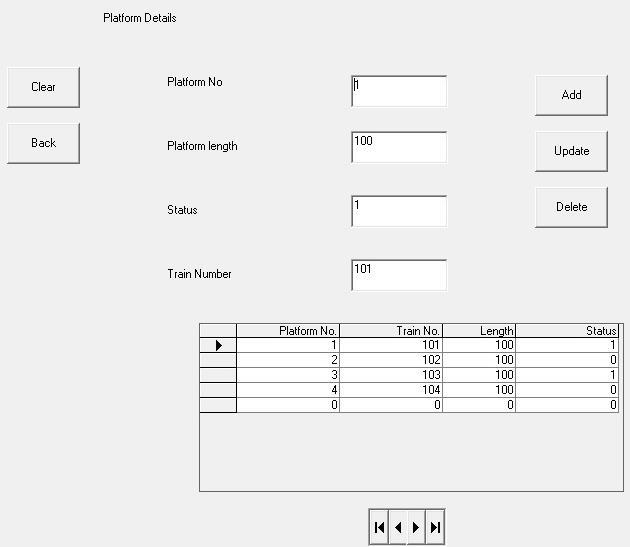 Platform Details
Clear
Back
Platform No 1
Platform length 100
Status 1
Train Number 101
Add
Update
Delete
Platform No. Train No. Length Status
1 101 100 1
2 102 100 0
3 103 100 1
4 104 100 0
0 0 0 0